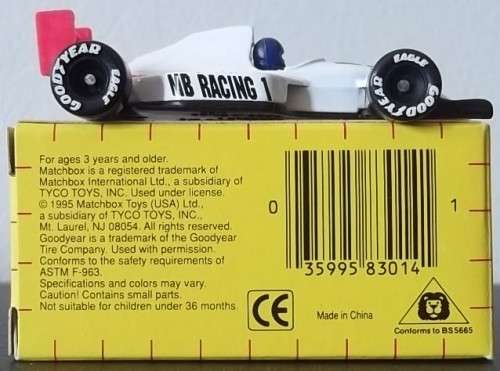 GOODYEAR
EAGLE
MB RACING 1
EAGLE
GOODYEAR
For ages 3 years and older.
Matchbox is a registered trademark of
Matchbox International Ltd., a subsidiary of
TYCO TOYS, INC.. Used under license.
© 1995 Matchbox Toys (USA) Ltd.,
a subsidiary of TYCO TOYS, INC.,
Mt. Laurel, NJ 08054. All rights reserved.
Goodyear is a trademark of the Goodyear
Tire Company. Used with permission.
Conforms to the safety requirements of
ASTM F-963.
Specifications and colors may vary.
Caution! Contains small parts.
Not suitable for children under 36 months.
0 35995 83014 1
CE
Made in China
Conforms to BS5665